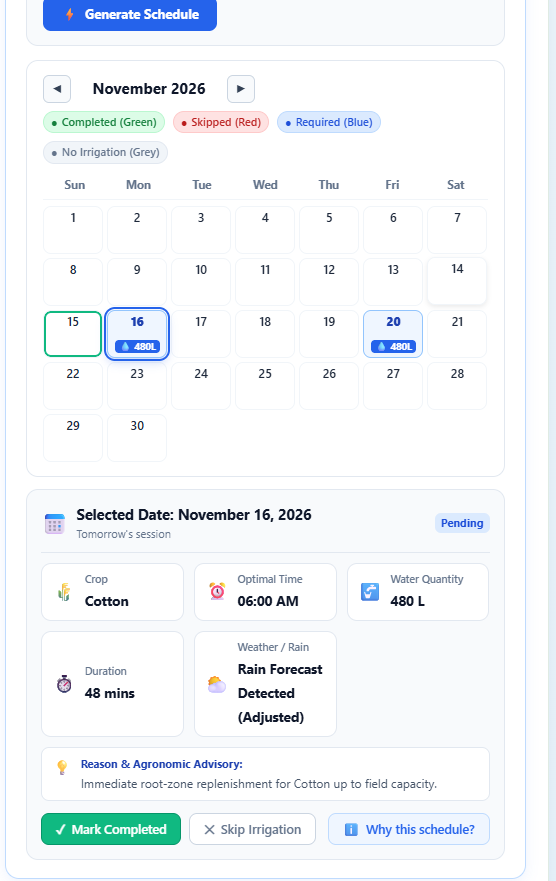 Generate Schedule
◄ November 2026 ►
● Completed (Green) ● Skipped (Red) ● Required (Blue)
● No Irrigation (Grey)
Sun Mon Tue Wed Thu Fri Sat
1 2 3 4 5 6 7
8 9 10 11 12 13 14
15 16 17 18 19 20 21
480L 480L
22 23 24 25 26 27 28
29 30
Selected Date: November 16, 2026
Tomorrow's session
Pending
Crop
Cotton
Optimal Time
06:00 AM
Water Quantity
480 L
Duration
48 mins
Weather / Rain
Rain Forecast
Detected
(Adjusted)
Reason & Agronomic Advisory:
Immediate root-zone replenishment for Cotton up to field capacity.
✓ Mark Completed ✕ Skip Irrigation ℹ Why this schedule?